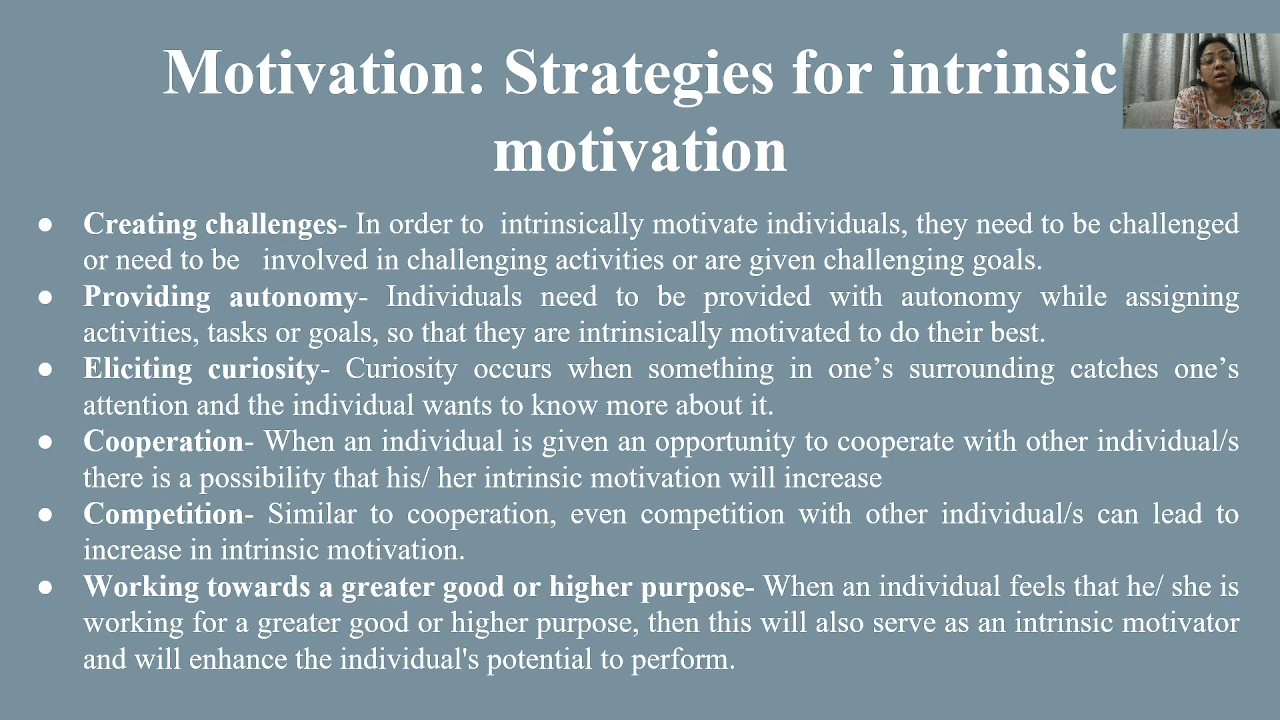 Motivation: Strategies for intrinsic
motivation
● Creating challenges- In order to  intrinsically motivate individuals, they need to be challenged
or need to be   involved in challenging activities or are given challenging goals.
● Providing autonomy- Individuals need to be provided with autonomy while assigning
activities, tasks or goals, so that they are intrinsically motivated to do their best.
● Eliciting curiosity- Curiosity occurs when something in one’s surrounding catches one’s
attention and the individual wants to know more about it.
● Cooperation- When an individual is given an opportunity to cooperate with other individual/s
there is a possibility that his/ her intrinsic motivation will increase
● Competition- Similar to cooperation, even competition with other individual/s can lead to
increase in intrinsic motivation.
● Working towards a greater good or higher purpose- When an individual feels that he/ she is
working for a greater good or higher purpose, then this will also serve as an intrinsic motivator
and will enhance the individual's potential to perform.